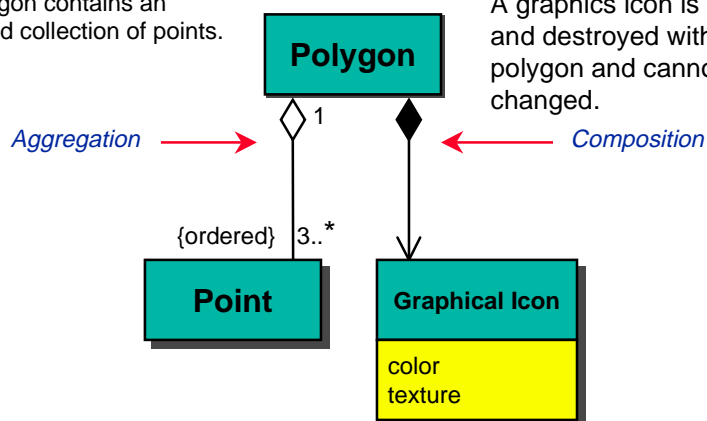 gon contains an
d collection of points.
A graphics icon is
and destroyed with
polygon and canno
changed.
Polygon
1
Aggregation
Composition
{ordered}
3..*
Point
Graphical Icon
color
texture